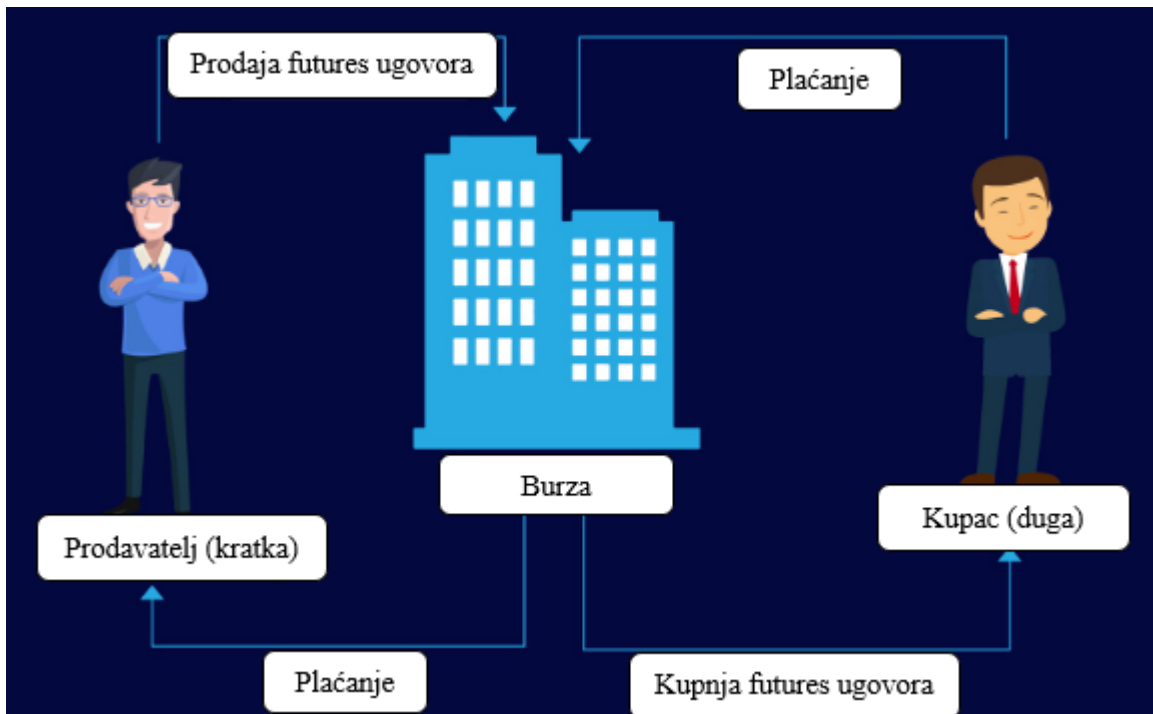 Prodaja futures ugovora
Plaćanje
Burza
Kupac (duga)
Prodavatelj (kratka)
Plaćanje
Kupnja futures ugovora